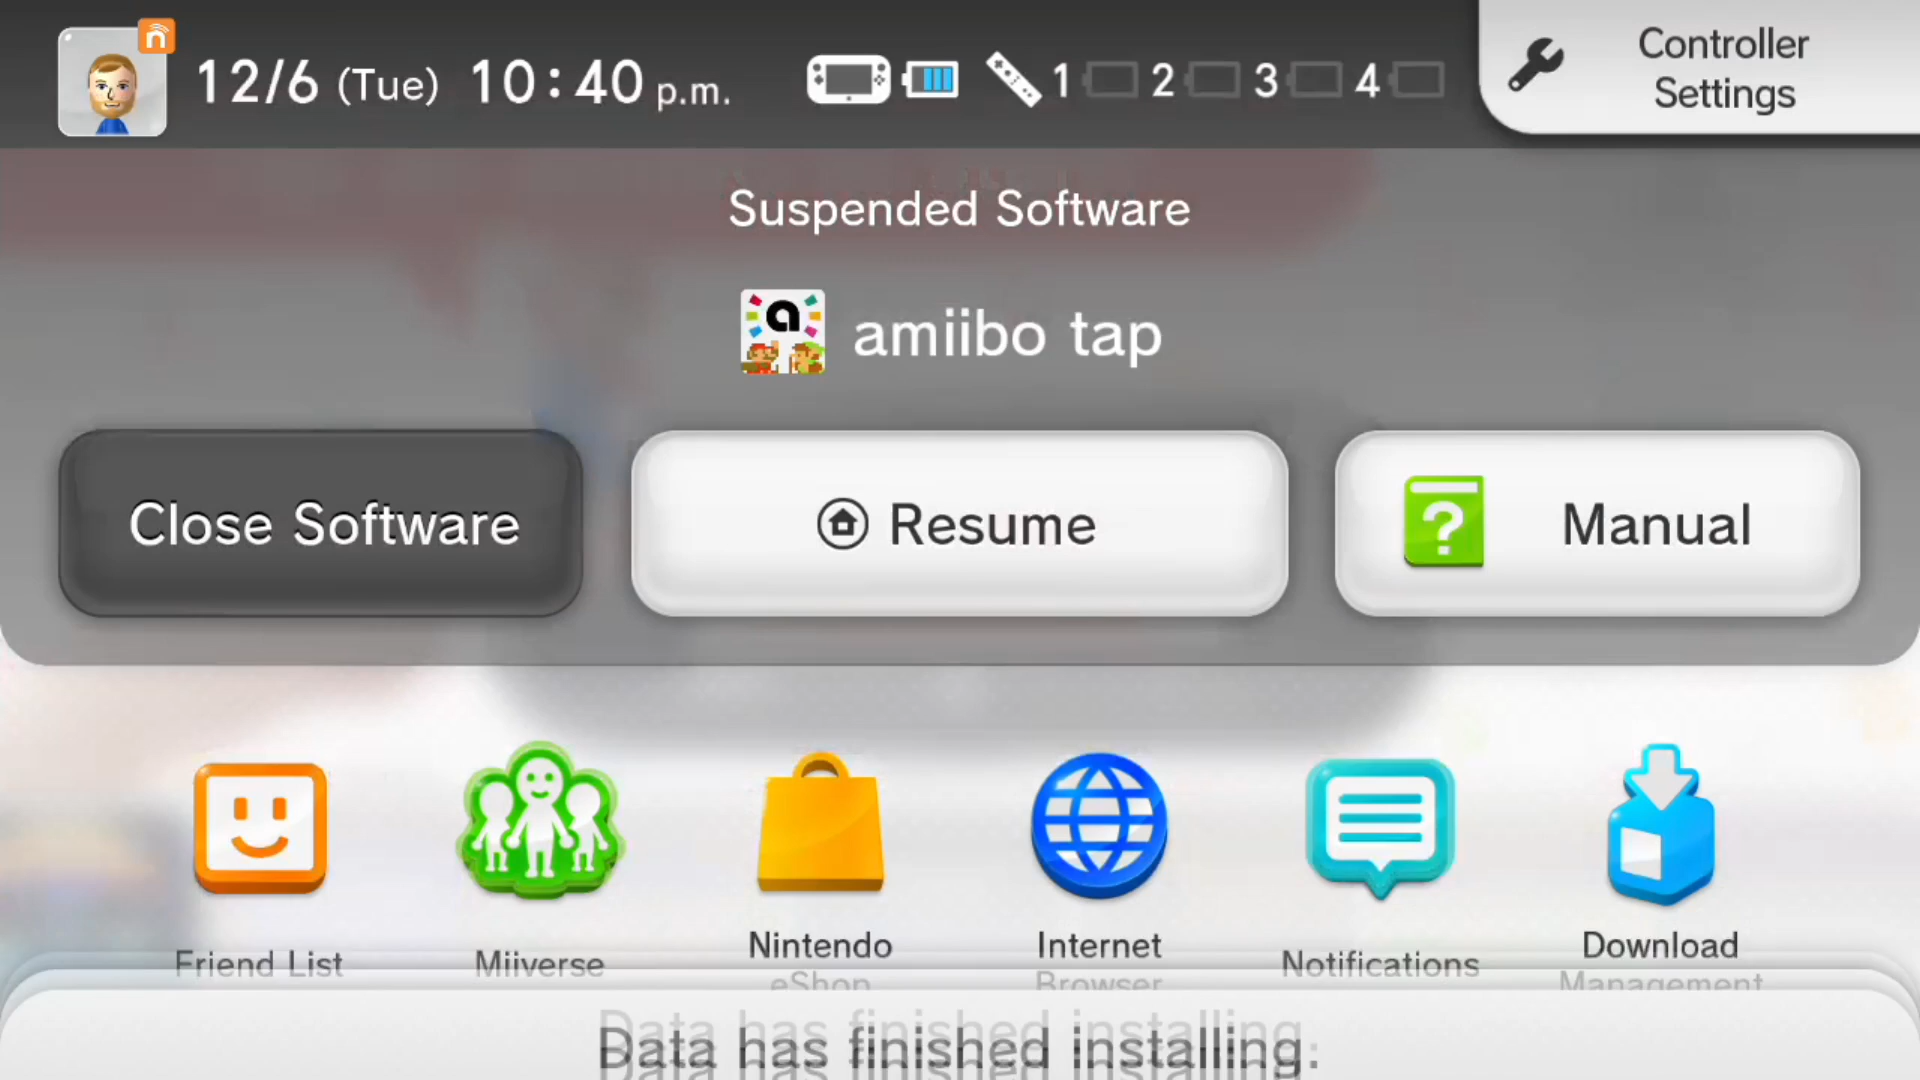 12/6 (Tue) 10:40 p.m.
1 2 3 4
Controller
Settings
Suspended Software
a
amiibo tap
Close Software
Resume
? Manual
Friend List
Miiverse
Nintendo
eShop
Internet
Browser
Notifications
Download
Management
Data has finished installing: